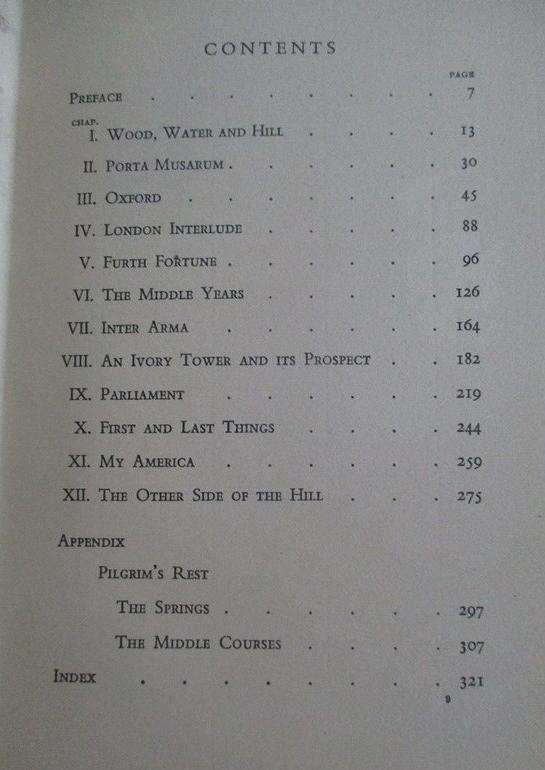 CONTENTS
PAGE
PREFACE . . . . . . . . 7
CHAP.
I. WOOD, WATER AND HILL . . . . 13
II. PORTA MUSARUM . . . . . . 30
III. OXFORD . . . . . . . 45
IV. LONDON INTERLUDE . . . . . 88
V. FURTH FORTUNE . . . . . . 96
VI. THE MIDDLE YEARS . . . . . 126
VII. INTER ARMA . . . . . . 164
VIII. AN IVORY TOWER AND ITS PROSPECT . . 182
IX. PARLIAMENT . . . . . . 219
X. FIRST AND LAST THINGS . . . . 244
XI. MY AMERICA . . . . . . 259
XII. THE OTHER SIDE OF THE HILL . . . 275
APPENDIX
PILGRIM'S REST
THE SPRINGS . . . . . . 297
THE MIDDLE COURSES . . . . 307
INDEX . . . . . . . . 321
9